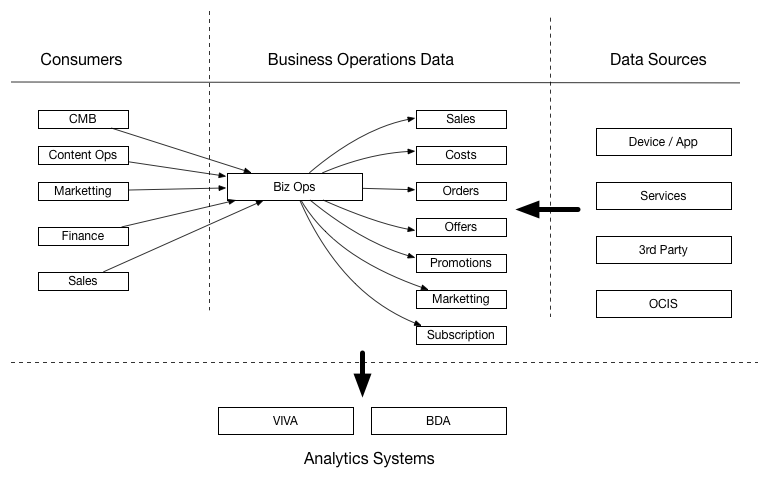 Consumers
Business Operations Data
Data Sources
CMB
Content Ops
Marketting
Finance
Sales
Biz Ops
Sales
Costs
Orders
Offers
Promotions
Marketting
Subscription
Device / App
Services
3rd Party
OCIS
VIVA
BDA
Analytics Systems